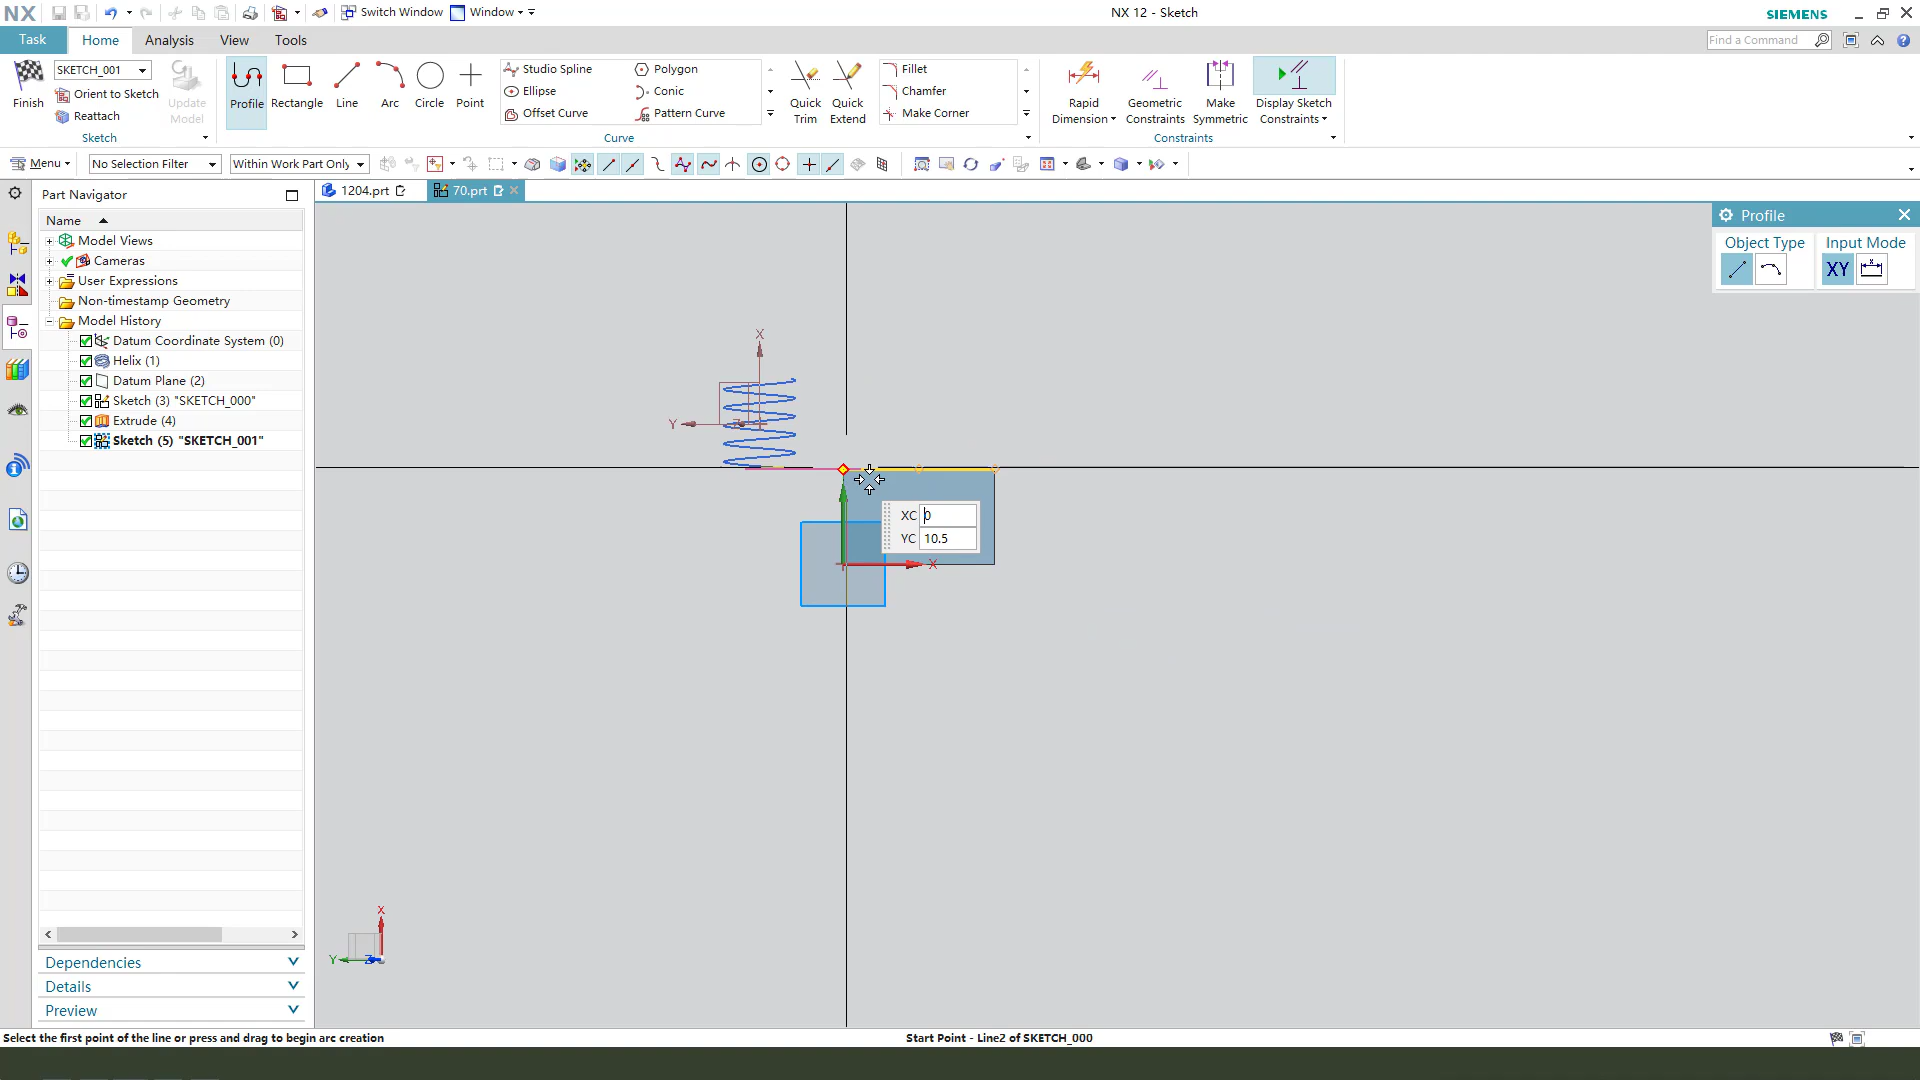 NX
Switch Window
Window
NX 12 - Sketch
SIEMENS
Task
Home
Analysis
View
Tools
Find a Command
Finish
SKETCH_001
Orient to Sketch
Reattach
Update Model
Sketch
Profile
Rectangle
Line
Arc
Circle
Point
Studio Spline
Ellipse
Offset Curve
Polygon
Conic
Pattern Curve
Curve
Quick Trim
Quick Extend
Fillet
Chamfer
Make Corner
Rapid Dimension
Geometric Constraints
Make Symmetric
Display Sketch Constraints
Constraints
Menu
No Selection Filter
Within Work Part Only
Part Navigator
1204.prt
70.prt
Name
Model Views
Cameras
User Expressions
Non-timestamp Geometry
Model History
Datum Coordinate System (0)
Helix (1)
Datum Plane (2)
Sketch (3) "SKETCH_000"
Extrude (4)
Sketch (5) "SKETCH_001"
Dependencies
Details
Preview
Profile
Object Type
Input Mode
XY
X
Y
Z
XC 0
YC 10.5
X
X
Y
Z
Select the first point of the line or press and drag to begin arc creation
Start Point - Line2 of SKETCH_000